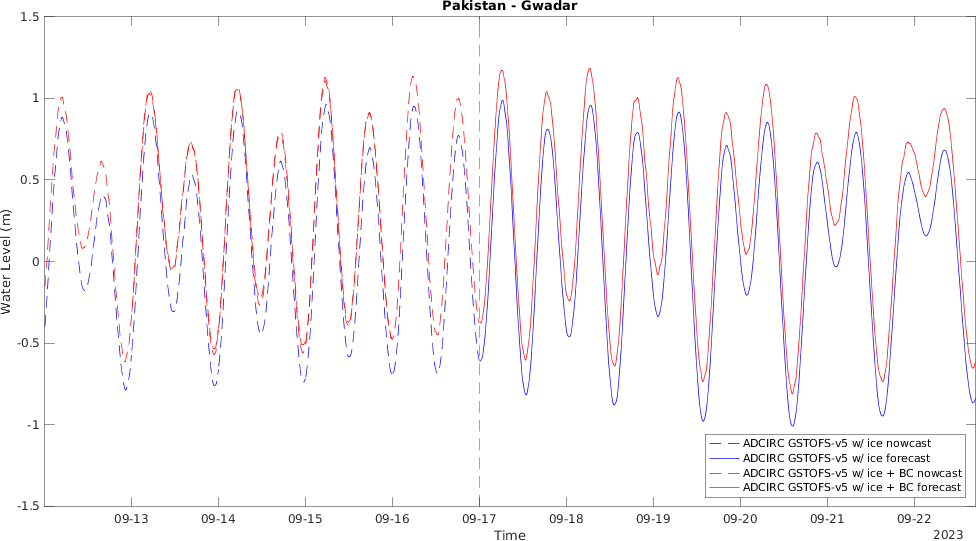 Pakistan - Gwadar
1.5
1
0.5
0
-0.5
-1
-1.5
Water Level (m)
09-13 09-14 09-15 09-16 09-17 09-18 09-19 09-20 09-21 09-22
Time
2023
ADCIRC GSTOFS-v5 w/ ice nowcast
ADCIRC GSTOFS-v5 w/ ice forecast
ADCIRC GSTOFS-v5 w/ ice + BC nowcast
ADCIRC GSTOFS-v5 w/ ice + BC forecast